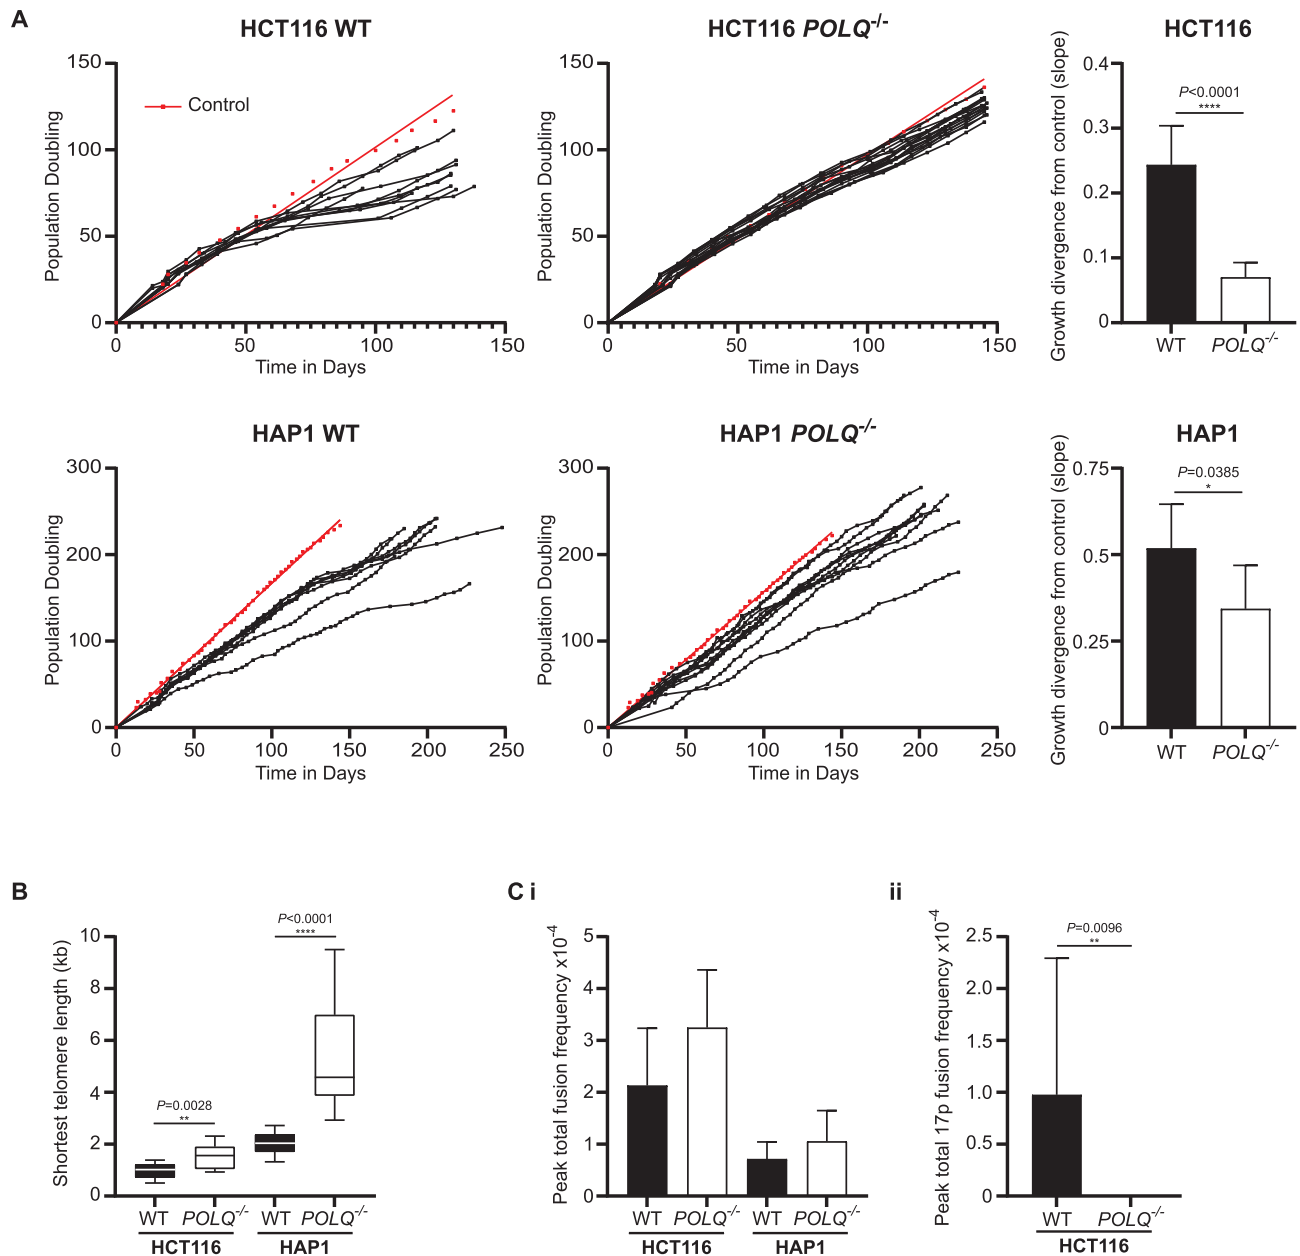 A
HCT116 WT
HCT116 POLQ-/-
HCT116
Population Doubling
150
100
50
0
Control
0
50
100
150
Time in Days
Population Doubling
150
100
50
0
0
50
100
150
Time in Days
Growth divergence from control (slope)
0.4
0.3
0.2
0.1
0
P<0.0001
****
WT
POLQ-/-
HAP1 WT
HAP1 POLQ-/-
HAP1
Population Doubling
300
200
100
0
0
50
100
150
200
250
Time in Days
Population Doubling
300
200
100
0
0
50
100
150
200
250
Time in Days
Growth divergence from control (slope)
0.75
0.5
0.25
0
P=0.0385
*
WT
POLQ-/-
B
Shortest telomere length (kb)
10
8
6
4
2
0
P=0.0028
**
P<0.0001
****
WT
POLQ-/-
WT
POLQ-/-
HCT116
HAP1
C i
Peak total fusion frequency x10-4
5
4
3
2
1
0
WT
POLQ-/-
WT
POLQ-/-
HCT116
HAP1
ii
Peak total 17p fusion frequency x10-4
2.5
2.0
1.5
1.0
0.5
0
P=0.0096
**
WT
POLQ-/-
HCT116